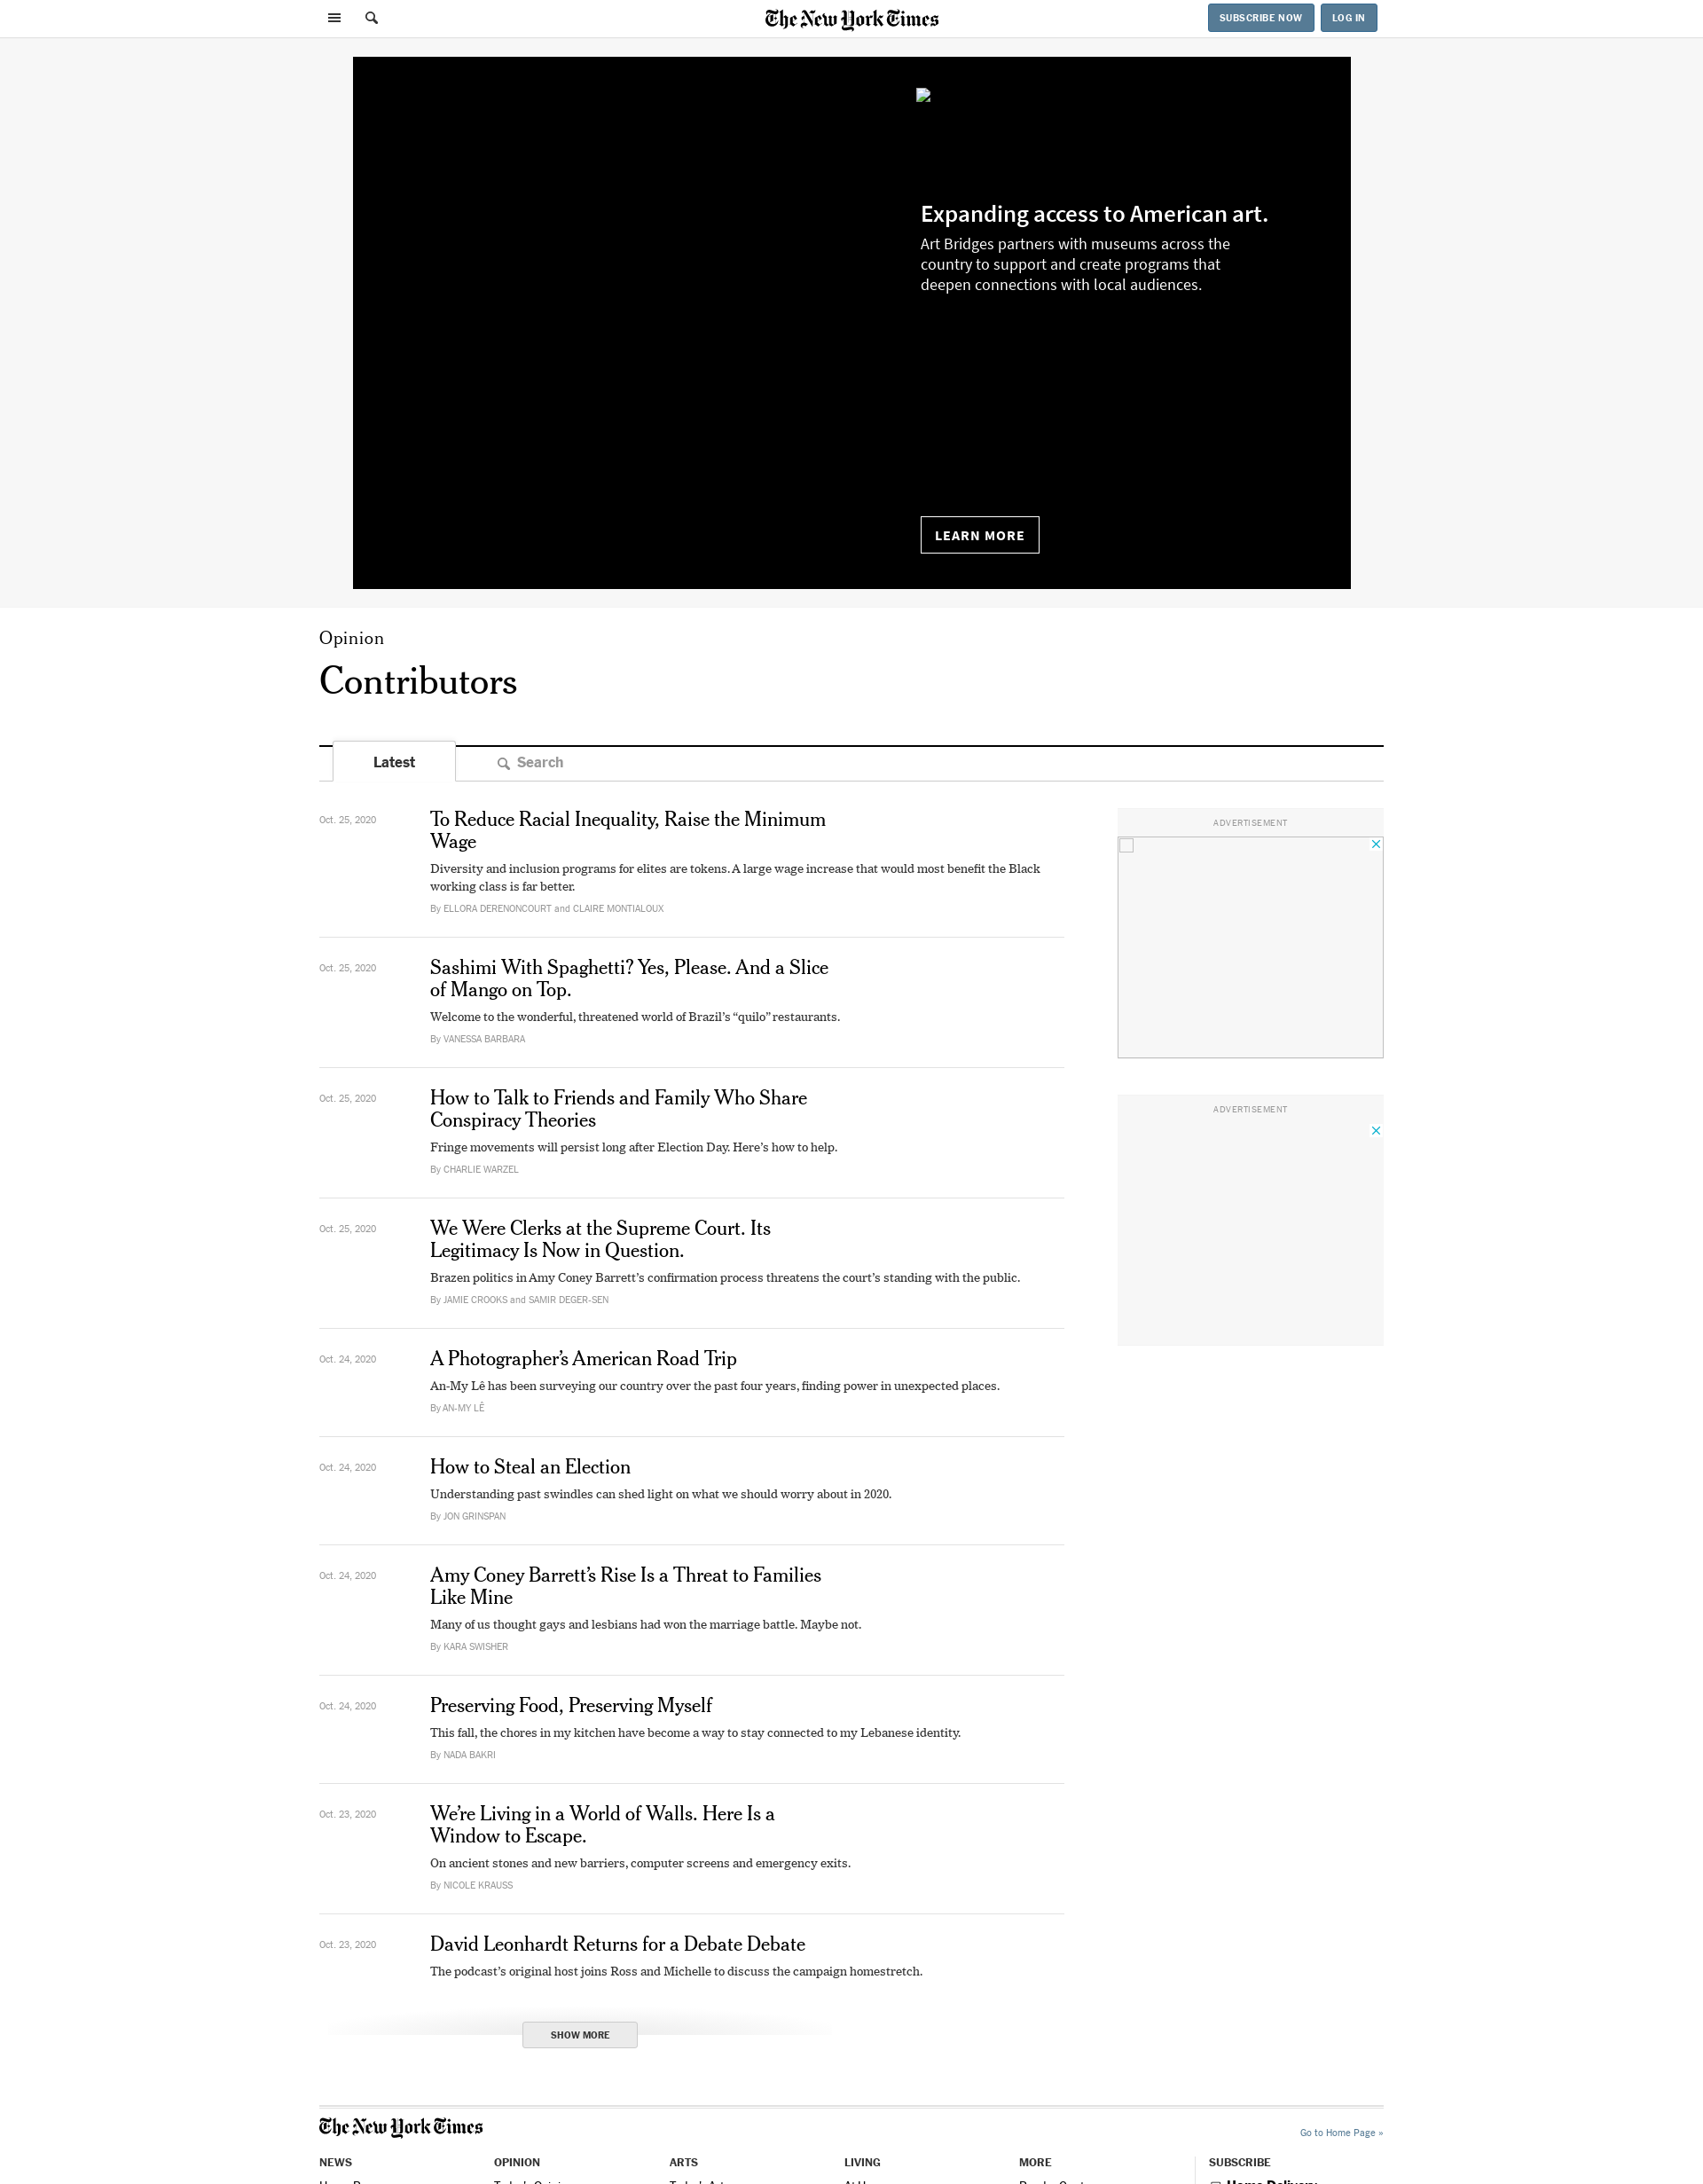 The New York Times
SUBSCRIBE NOW
LOG IN
Expanding access to American art.
Art Bridges partners with museums across the
country to support and create programs that
deepen connections with local audiences.
LEARN MORE
Opinion
Contributors
Latest
Search
Oct. 25, 2020
To Reduce Racial Inequality, Raise the Minimum
Wage
Diversity and inclusion programs for elites are tokens. A large wage increase that would most benefit the Black
working class is far better.
By ELLORA DERENONCOURT and CLAIRE MONTIALOUX
ADVERTISEMENT
Oct. 25, 2020
Sashimi With Spaghetti? Yes, Please. And a Slice
of Mango on Top.
Welcome to the wonderful, threatened world of Brazil’s “quilo” restaurants.
By VANESSA BARBARA
Oct. 25, 2020
How to Talk to Friends and Family Who Share
Conspiracy Theories
Fringe movements will persist long after Election Day. Here’s how to help.
By CHARLIE WARZEL
ADVERTISEMENT
Oct. 25, 2020
We Were Clerks at the Supreme Court. Its
Legitimacy Is Now in Question.
Brazen politics in Amy Coney Barrett’s confirmation process threatens the court’s standing with the public.
By JAMIE CROOKS and SAMIR DEGER-SEN
Oct. 24, 2020
A Photographer’s American Road Trip
An-My Lê has been surveying our country over the past four years, finding power in unexpected places.
By AN-MY LÊ
Oct. 24, 2020
How to Steal an Election
Understanding past swindles can shed light on what we should worry about in 2020.
By JON GRINSPAN
Oct. 24, 2020
Amy Coney Barrett’s Rise Is a Threat to Families
Like Mine
Many of us thought gays and lesbians had won the marriage battle. Maybe not.
By KARA SWISHER
Oct. 24, 2020
Preserving Food, Preserving Myself
This fall, the chores in my kitchen have become a way to stay connected to my Lebanese identity.
By NADA BAKRI
Oct. 23, 2020
We’re Living in a World of Walls. Here Is a
Window to Escape.
On ancient stones and new barriers, computer screens and emergency exits.
By NICOLE KRAUSS
Oct. 23, 2020
David Leonhardt Returns for a Debate Debate
The podcast’s original host joins Ross and Michelle to discuss the campaign homestretch.
SHOW MORE
The New York Times
Go to Home Page »
NEWS
OPINION
ARTS
LIVING
MORE
SUBSCRIBE